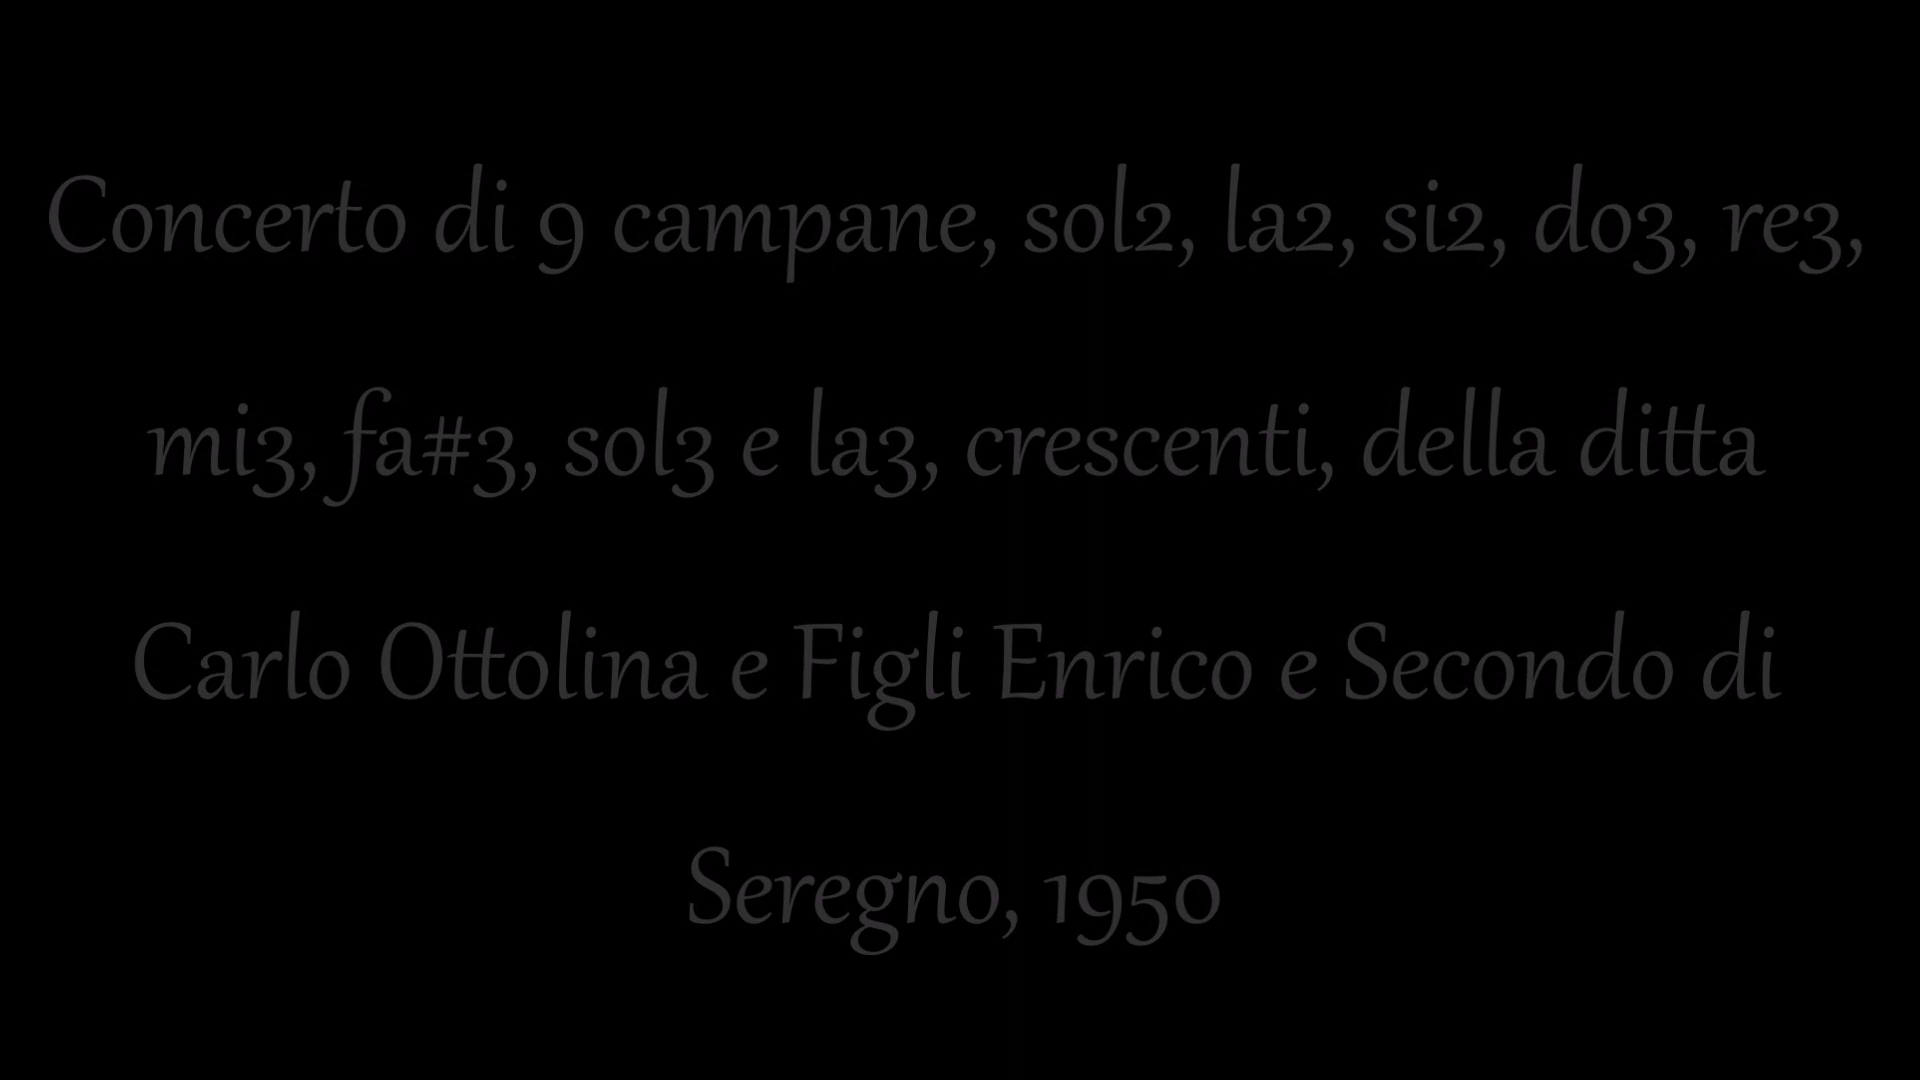 Concerto di 9 campane, sol2, la2, si2, do3, re3,
mi3, fa#3, sol3 e la3, crescenti, della ditta
Carlo Ottolina e Figli Enrico e Secondo di
Seregno, 1950